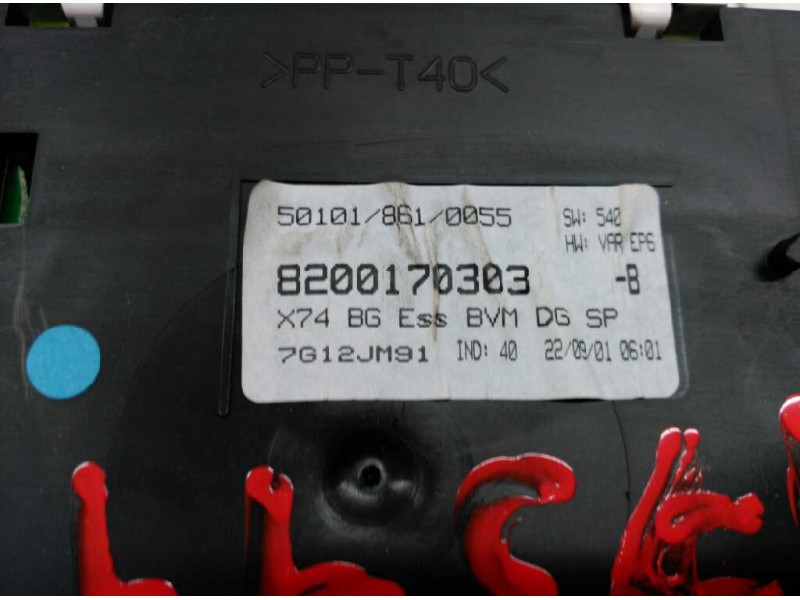 >PP-T40<
50101/861/0055 SW: 540
HW: VAR EPG
8200170303 -B
X74 BG Ess BVM DG SP
7G12JM91 IND: 40 22/09/01 06:01